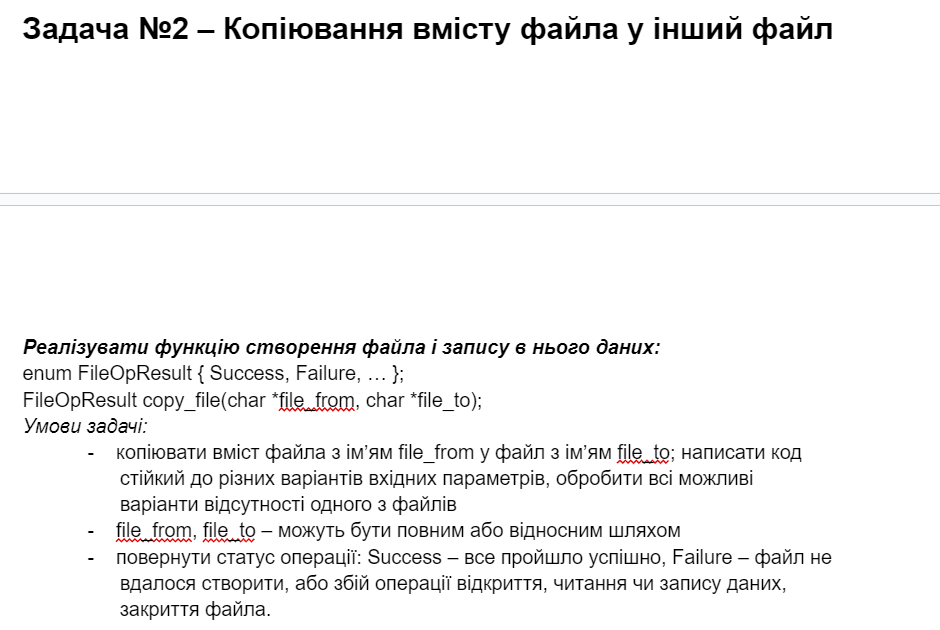 Задача №2 – Копіювання вмісту файла у інший файл
Реалізувати функцію створення файла і запису в нього даних:
enum FileOpResult { Success, Failure, … };
FileOpResult copy_file(char *file_from, char *file_to);
Умови задачі:
- копіювати вміст файла з ім’ям file_from у файл з ім’ям file_to; написати код
стійкий до різних варіантів вхідних параметрів, обробити всі можливі
варіанти відсутності одного з файлів
- file_from, file_to – можуть бути повним або відносним шляхом
- повернути статус операції: Success – все пройшло успішно, Failure – файл не
вдалося створити, або збій операції відкриття, читання чи запису даних,
закриття файла.